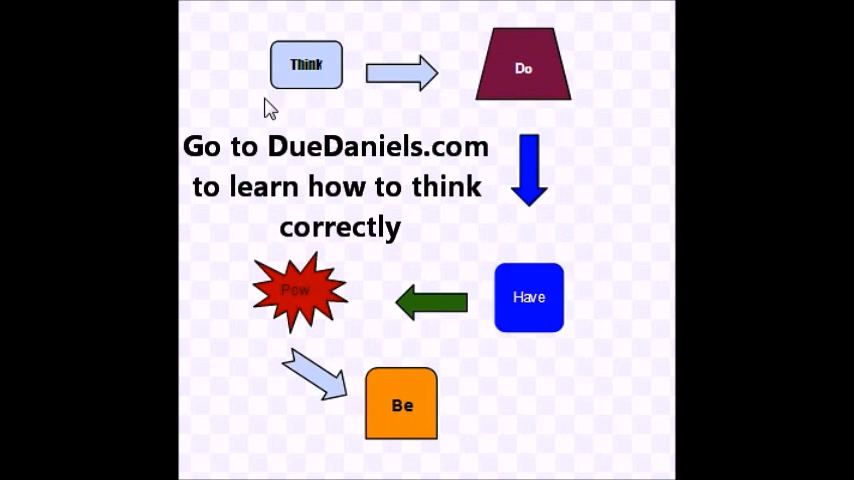 Think
Do
Go to DueDaniels.com
to learn how to think
correctly
Pow
Have
Be